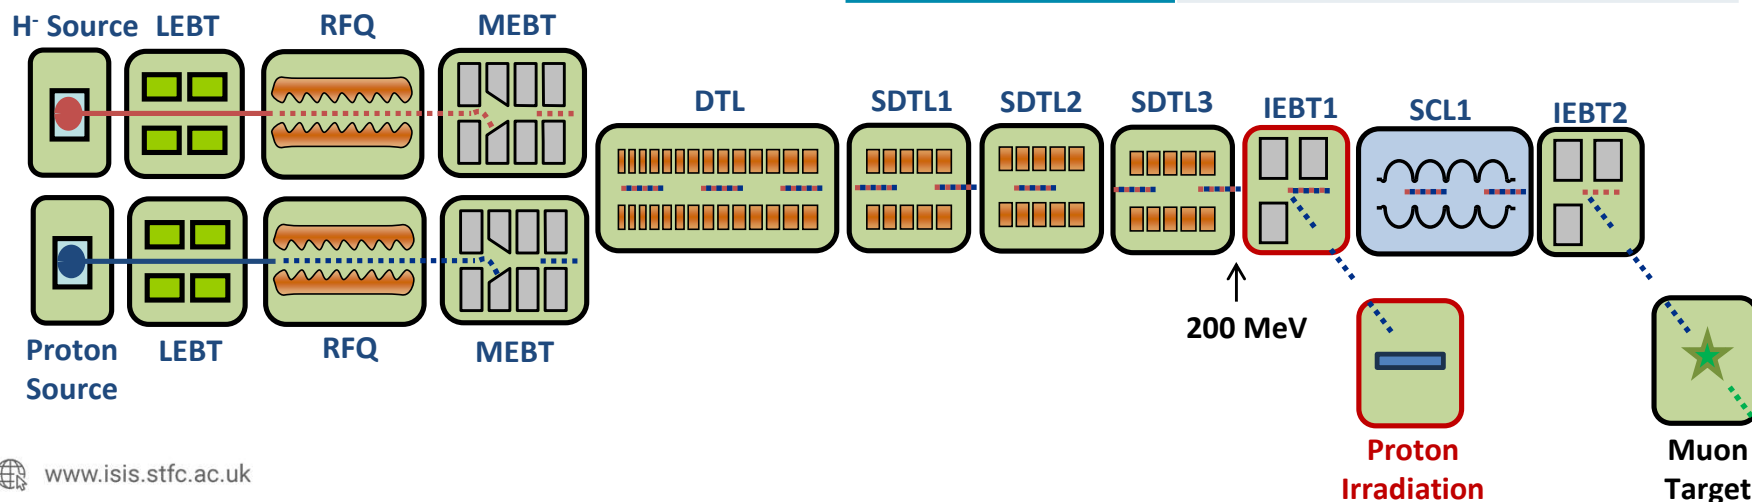 H- Source LEBT RFQ MEBT
DTL SDTL1 SDTL2 SDTL3 IEBT1 SCL1 IEBT2
200 MeV
Proton
Source
LEBT RFQ MEBT
Proton
Irradiation
Muon
Target
www.isis.stfc.ac.uk